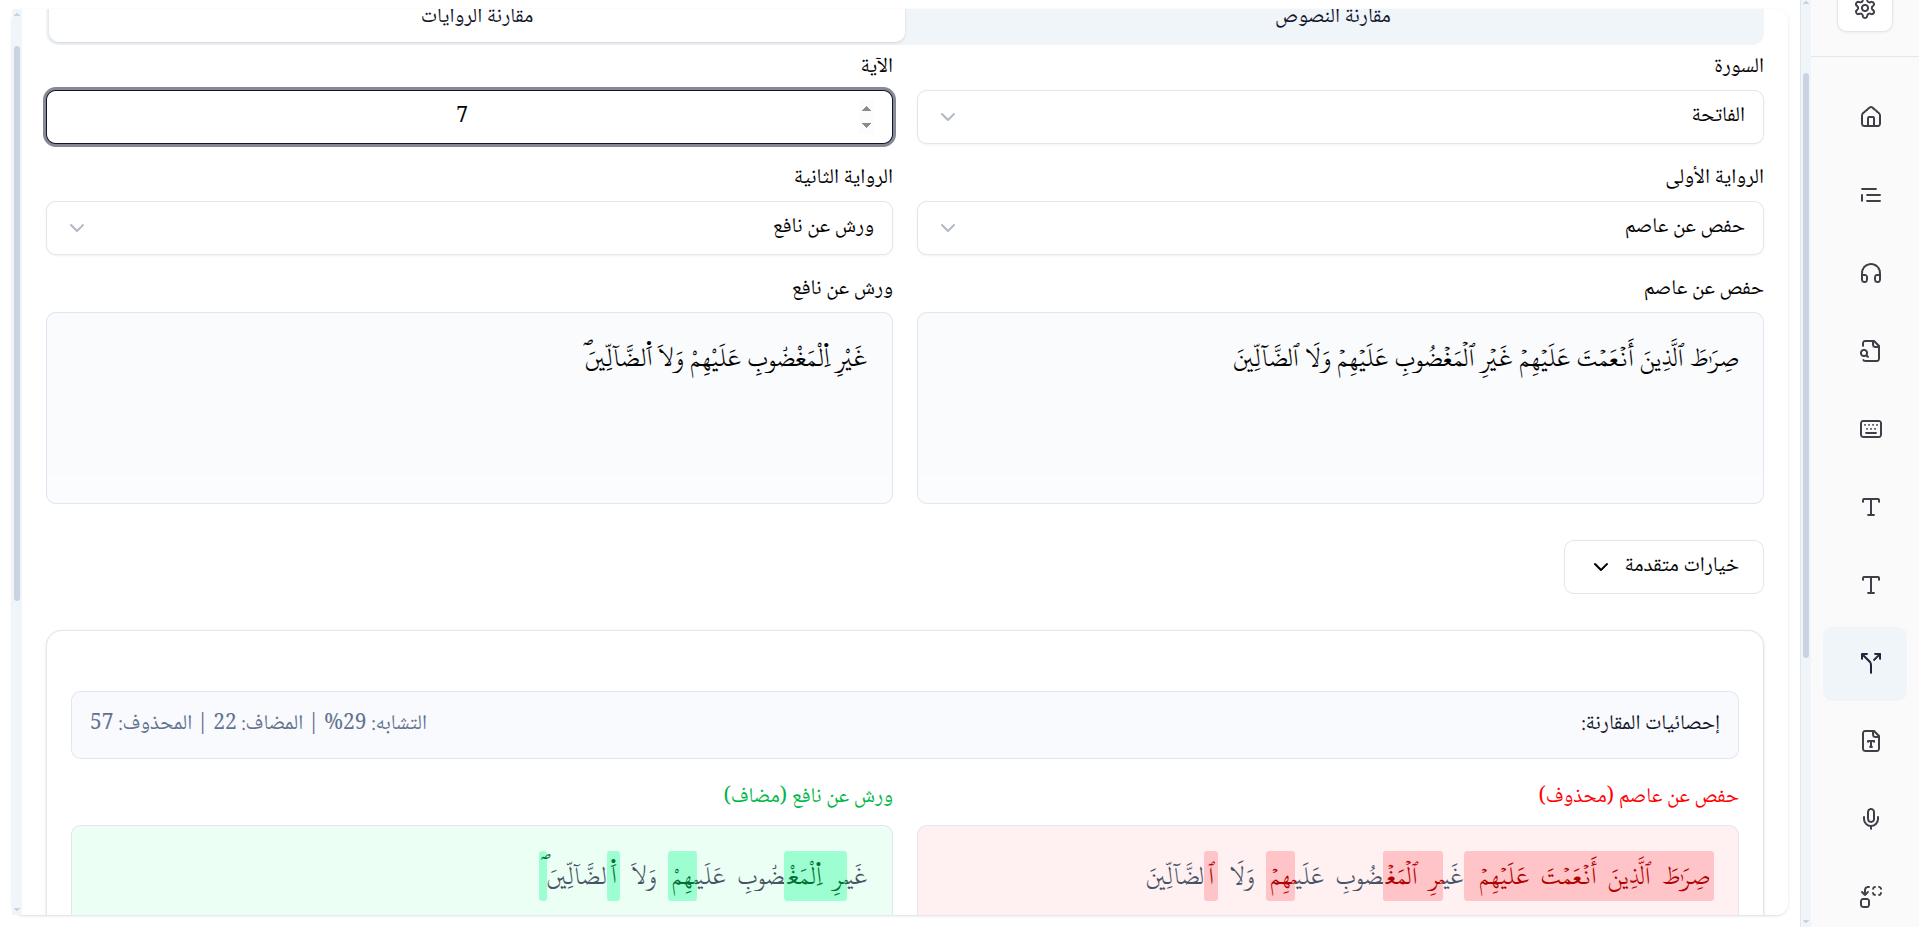 مقارنة النصوص
مقارنة الروايات
السورة
الآية
الفاتحة
7
الرواية الأولى
الرواية الثانية
حفص عن عاصم
ورش عن نافع
حفص عن عاصم
ورش عن نافع
صِرَٰطَ ٱلَّذِينَ أَنۡعَمۡتَ عَلَيۡهِمۡ غَيۡرِ ٱلۡمَغۡضُوبِ عَلَيۡهِمۡ وَلَا ٱلضَّآلِّينَ
غَيْرِ اِ۬لْمَغْضُوبِ عَلَيْهِمْ وَلَا اَ۬لضَّآلِّينَۖ
خيارات متقدمة
إحصائيات المقارنة:
التشابه: 29% | المضاف: 22 | المحذوف: 57
حفص عن عاصم (محذوف)
ورش عن نافع (مضاف)
صِرَٰطَ ٱلَّذِينَ أَنۡعَمۡتَ عَلَيۡهِمۡ غَيۡرِ ٱلۡمَغۡضُوبِ عَلَيۡهِمۡ وَلَا ٱلضَّآلِّينَ
غَيْرِ اِ۬لْمَغْضُوبِ عَلَيْهِمْ وَلَا اَ۬لضَّآلِّينَۖ